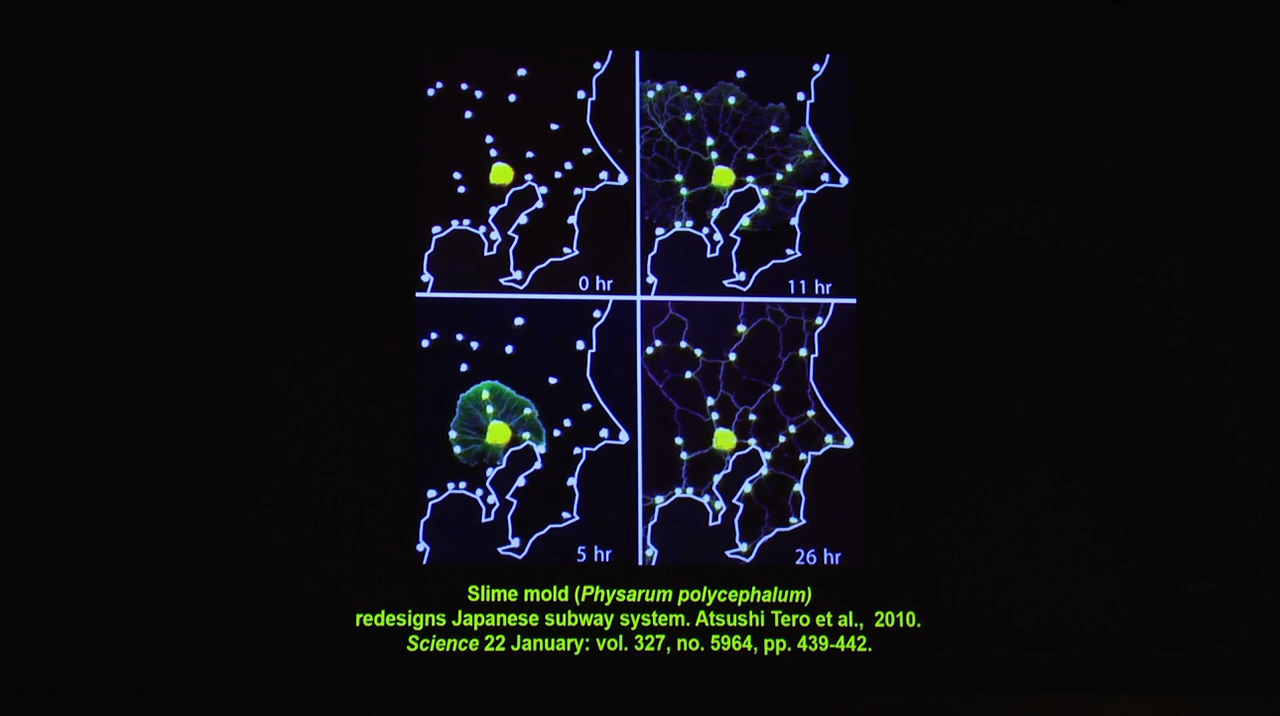 0 hr
11 hr
5 hr
26 hr
Slime mold (Physarum polycephalum)
redesigns Japanese subway system. Atsushi Tero et al., 2010.
Science 22 January: vol. 327, no. 5964, pp. 439-442.